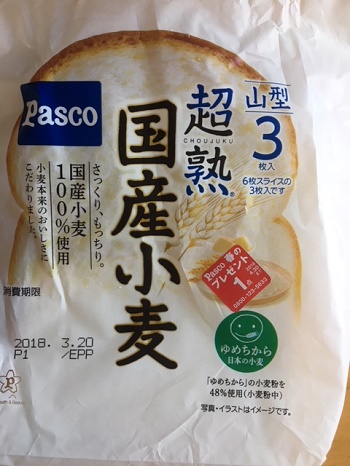 Pasco
超熟®
CHOUJUKU
国産小麦
山型
3
枚入
6枚スライスの
3枚入です
さっくり、もっちり。
国産小麦
100%使用
小麦本来のおいしさに
こだわりました。
Pasco 春の
プレゼント
1
点
0800-123-5633
消費期限
2018. 3.20
P1 /EPP
ゆめちから
日本の小麦
「ゆめちから」の小麦粉を
48%使用(小麦粉中)
写真・イラストはイメージです。